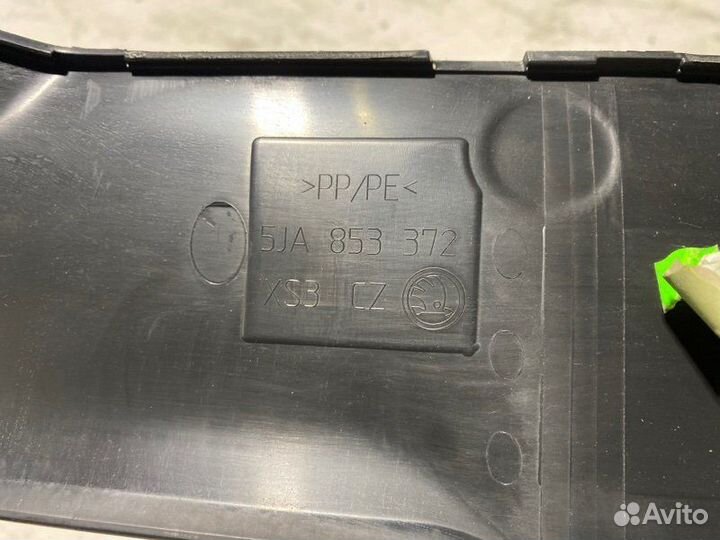 >PP/PE<
5JA 853 372
XSB CZ
Avito